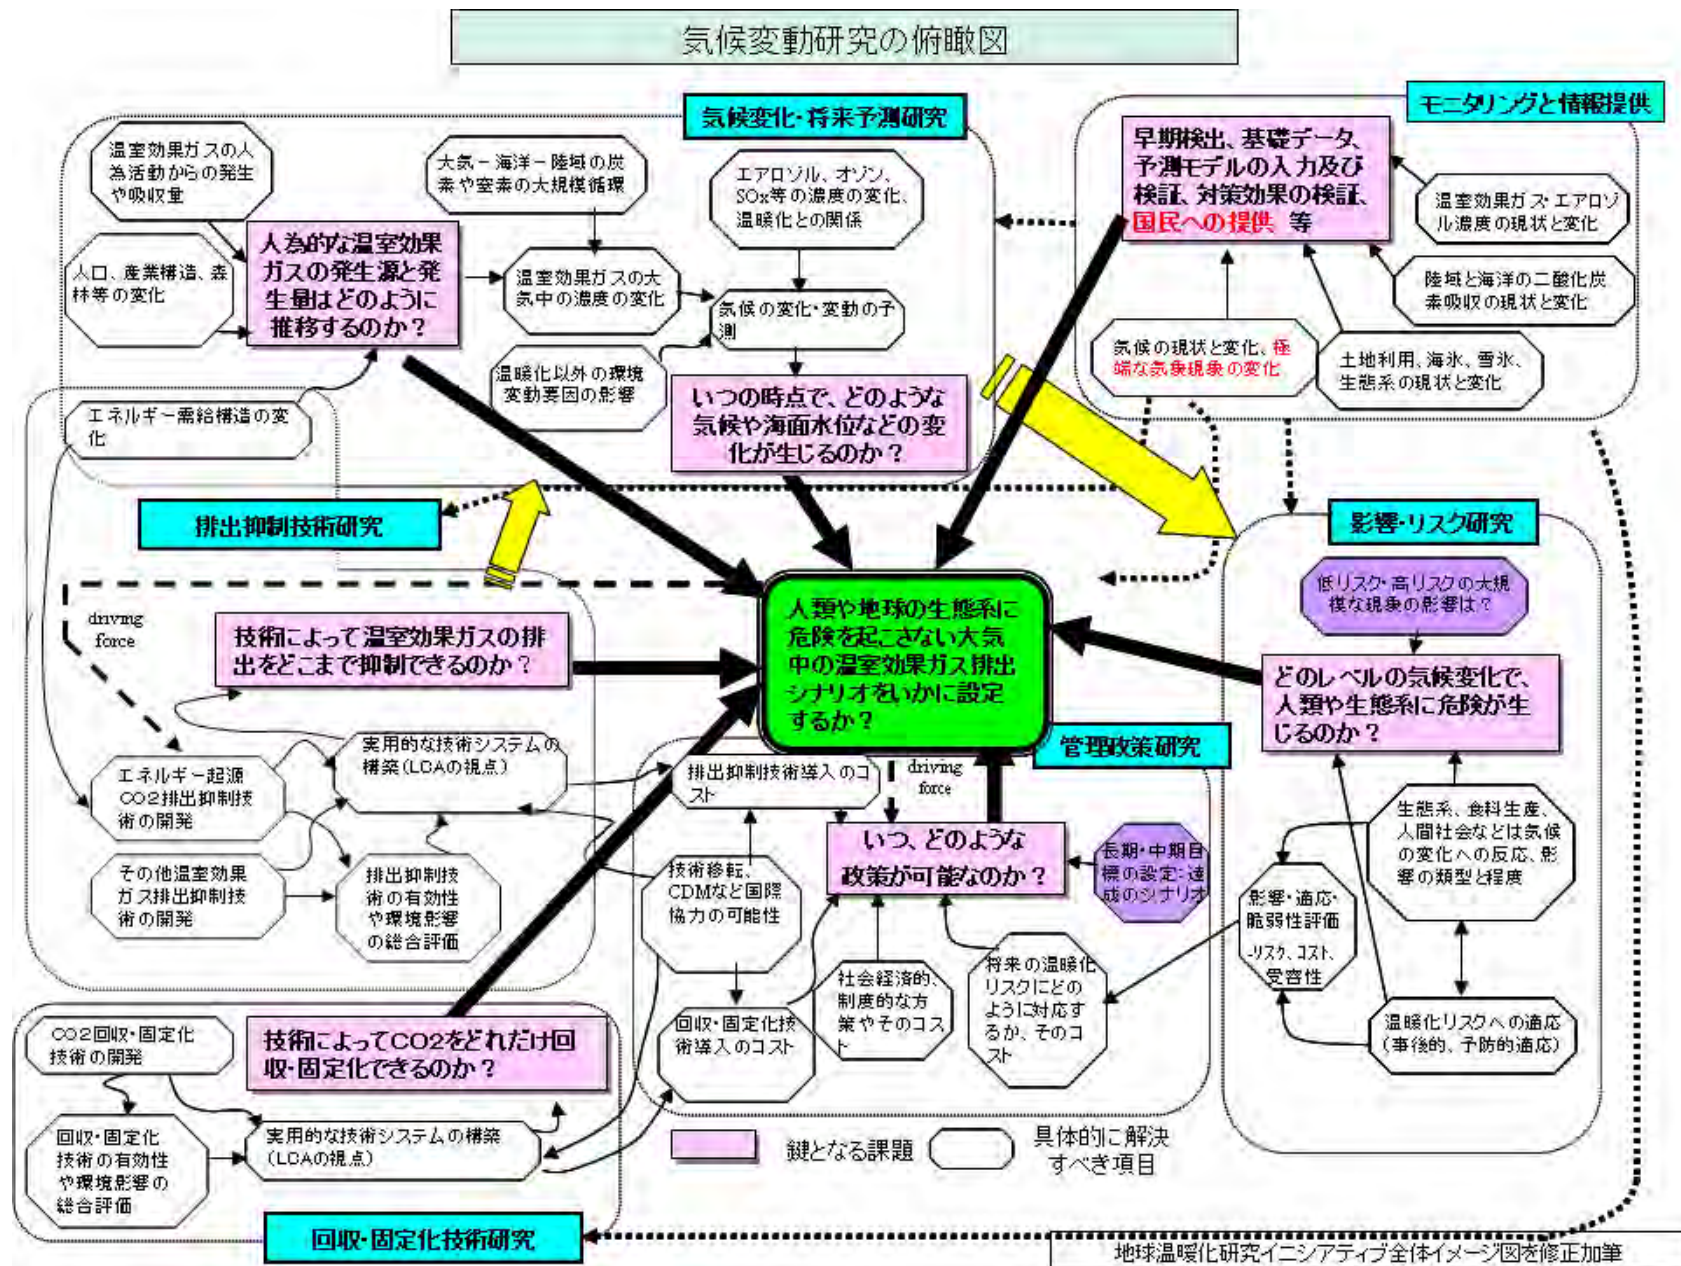 気候変動研究の俯瞰図
気候変化・将来予測研究
温室効果ガスの人
為活動からの発生
や吸収量
大気－海洋－陸域の炭
素や窒素の大規模循環
エアロゾル、オゾン、
SOx等の濃度の変化、
温暖化との関係
人口、産業構造、森
林等の変化
人為的な温室効果
ガスの発生源と発
生量はどのように
推移するのか？
温室効果ガスの大
気中の濃度の変化
気候の変化・変動の予
測
温暖化以外の環境
変動要因の影響
いつの時点で、どのような
気候や海面水位などの変
化が生じるのか？
エネルギー需給構造の変
化
モニタリングと情報提供
早期検出、基礎データ、
予測モデルの入力及び
検証、対策効果の検証、
国民への提供 等
温室効果ガス・エアロゾ
ル濃度の現状と変化
陸域と海洋の二酸化炭
素吸収の現状と変化
気候の現状と変化、極
端な気象現象の変化
土地利用、海氷、雪氷、
生態系の現状と変化
排出抑制技術研究
driving
force
技術によって温室効果ガスの排
出をどこまで抑制できるのか？
実用的な技術システムの
構築（LCAの視点）
エネルギー起源
CO2排出抑制技
術の開発
その他温室効果
ガス排出抑制技
術の開発
排出抑制技
術の有効性
や環境影響
の総合評価
人類や地球の生態系に
危険を起こさない大気
中の温室効果ガス排出
シナリオをいかに設定
するか？
影響・リスク研究
低リスク・高リスクの大規
模な現象の影響は？
どのレベルの気候変化で、
人類や生態系に危険が生
じるのか？
生態系、食料生産、
人間社会などは気候
の変化への反応、影
響の類型と程度
影響・適応・
脆弱性評価
-リスク、コスト、
受容性
温暖化リスクへの適応
（事後的、予防的適応）
管理政策研究
排出抑制技術導入のコ
スト
driving
force
いつ、どのような
政策が可能なのか？
長期・中期目
標の設定：達
成のシナリオ
技術移転、
CDMなど国際
協力の可能性
回収・固定化技
術導入のコスト
社会経済的、
制度的な方
策やそのコス
ト
将来の温暖化
リスクにどの
ように対応す
るか、そのコ
スト
CO2回収・固定化
技術の開発
技術によってCO2をどれだけ回
収・固定化できるのか？
回収・固定化
技術の有効性
や環境影響の
総合評価
実用的な技術システムの構築
（LCAの視点）
回収・固定化技術研究
鍵となる課題
具体的に解決
すべき項目
地球温暖化研究イニシアティブ全体イメージ図を修正加筆